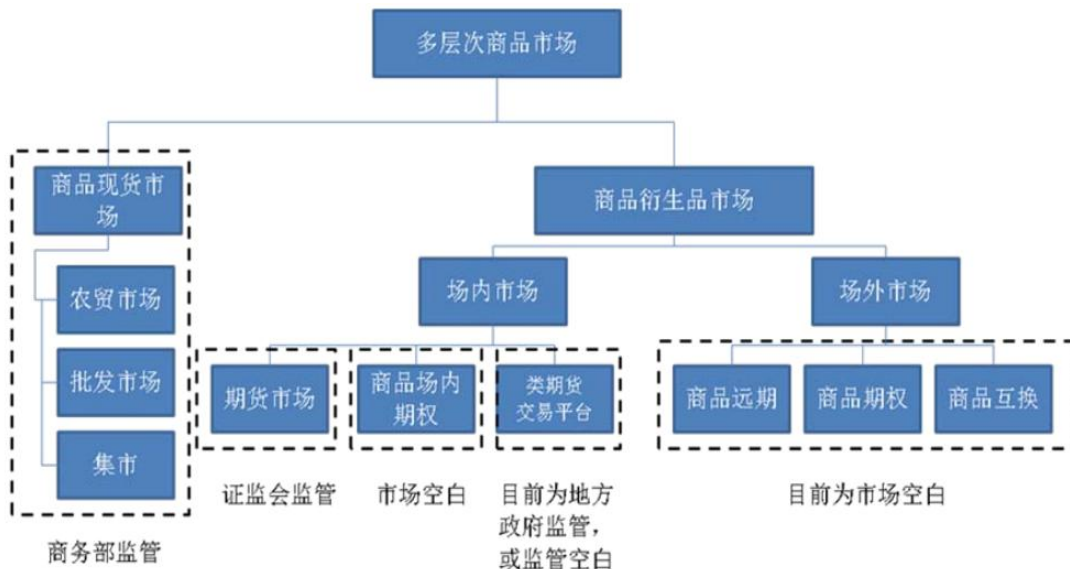 多层次商品市场
商品现货市
场
商品衍生品市场
农贸市场
批发市场
集市
商务部监管
场内市场
场外市场
期货市场
商品场内
期权
类期货
交易平台
商品远期
商品期权
商品互换
证监会监管
市场空白
目前为地方
政府监管，
或监管空白
目前为市场空白